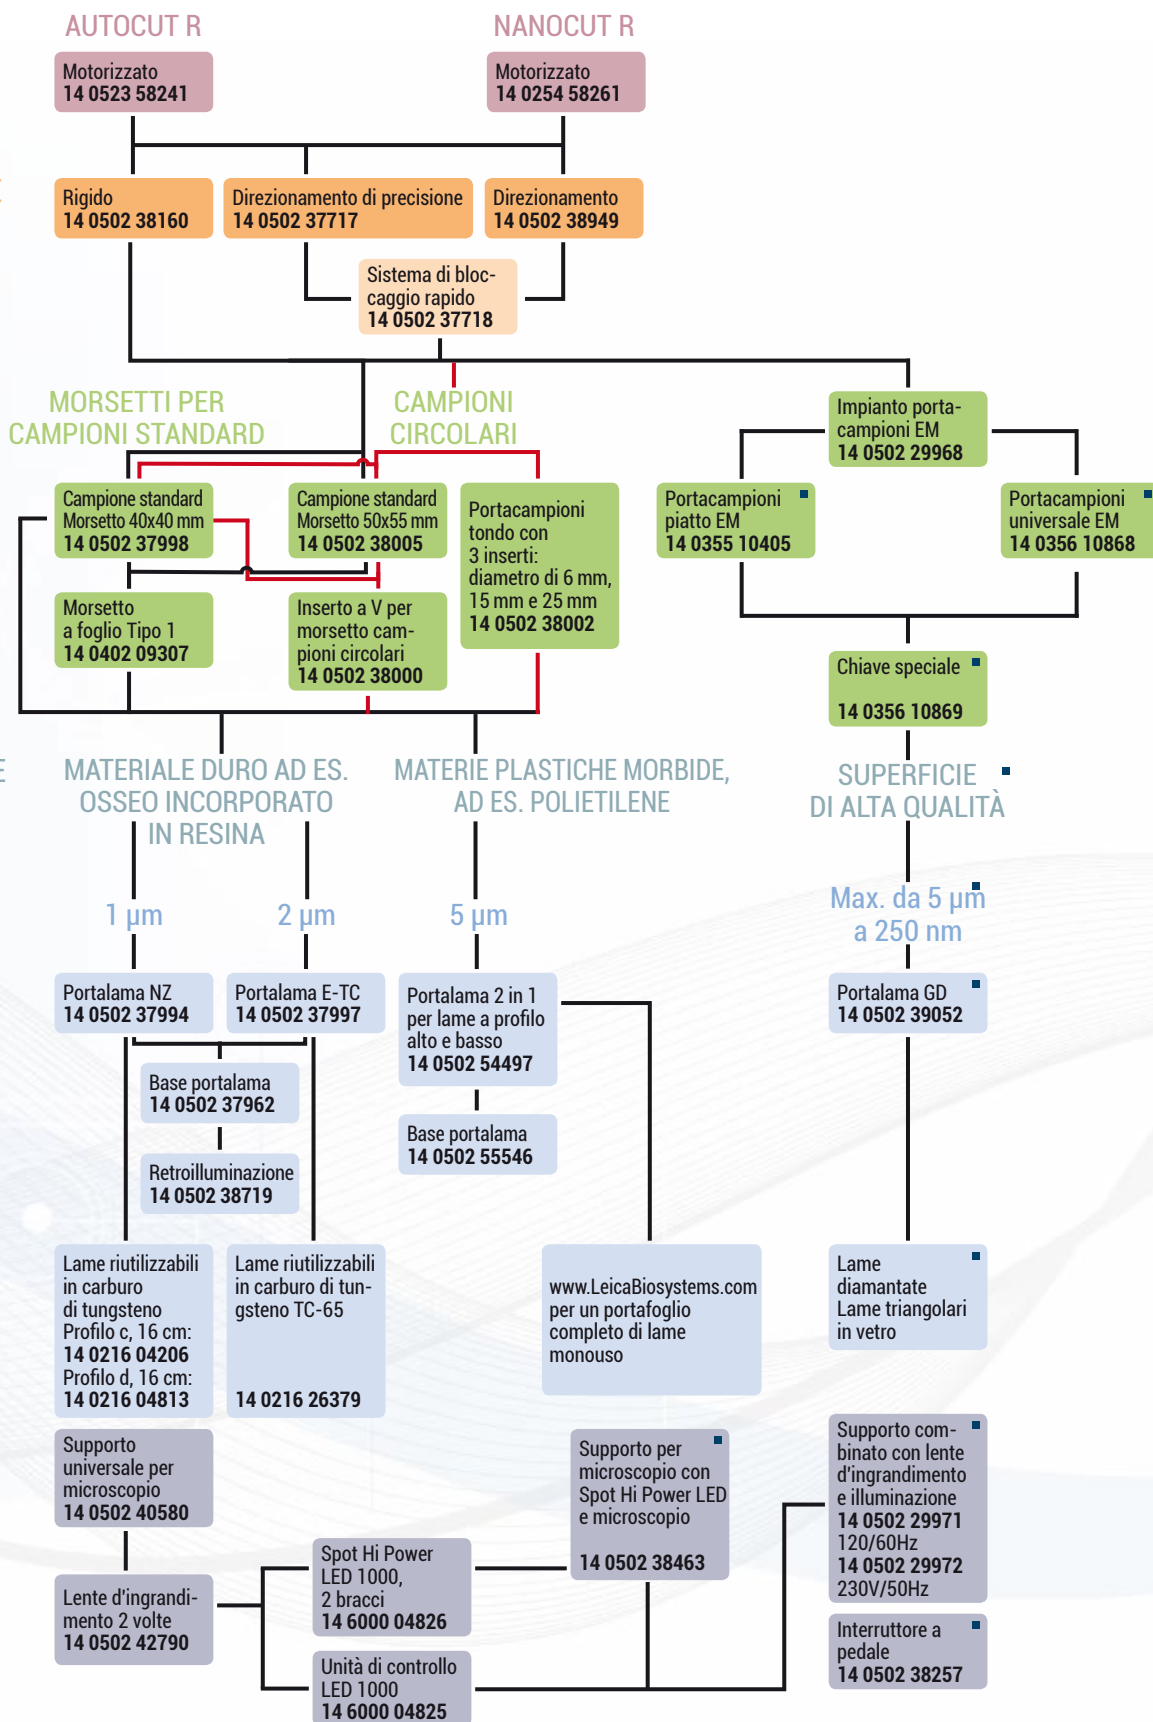 AUTOCUT R
NANOCUT R
Motorizzato
14 0523 58241
Motorizzato
14 0254 58261
Rigido
14 0502 38160
Direzionamento di precisione
14 0502 37717
Direzionamento
14 0502 38949
Sistema di bloc-
caggio rapido
14 0502 37718
MORSETTI PER
CAMPIONI STANDARD
CAMPIONI
CIRCOLARI
Impianto porta-
campioni EM
14 0502 29968
Campione standard
Morsetto 40x40 mm
14 0502 37998
Campione standard
Morsetto 50x55 mm
14 0502 38005
Portacampioni
tondo con
3 inserti:
diametro di 6 mm,
15 mm e 25 mm
14 0502 38002
Portacampioni
piatto EM
14 0355 10405
Portacampioni
universale EM
14 0356 10868
Morsetto
a foglio Tipo 1
14 0402 09307
Inserto a V per
morsetto cam-
pioni circolari
14 0502 38000
Chiave speciale
14 0356 10869
E
MATERIALE DURO AD ES.
OSSEO INCORPORATO
IN RESINA
MATERIE PLASTICHE MORBIDE,
AD ES. POLIETILENE
SUPERFICIE
DI ALTA QUALITÀ
1 µm
2 µm
5 µm
Max. da 5 µm
a 250 nm
Portalama NZ
14 0502 37994
Portalama E-TC
14 0502 37997
Portalama 2 in 1
per lame a profilo
alto e basso
14 0502 54497
Portalama GD
14 0502 39052
Base portalama
14 0502 37962
Base portalama
14 0502 55546
Retroilluminazione
14 0502 38719
Lame riutilizzabili
in carburo
di tungsteno
Profilo c, 16 cm:
14 0216 04206
Profilo d, 16 cm:
14 0216 04813
Lame riutilizzabili
in carburo di tun-
gsteno TC-65
14 0216 26379
www.LeicaBiosystems.com
per un portafoglio
completo di lame
monouso
Lame
diamantate
Lame triangolari
in vetro
Supporto
universale per
microscopio
14 0502 40580
Supporto per
microscopio con
Spot Hi Power LED
e microscopio
14 0502 38463
Supporto com-
binato con lente
d'ingrandimento
e illuminazione
14 0502 29971
120/60Hz
14 0502 29972
230V/50Hz
Lente d'ingrandi-
mento 2 volte
14 0502 42790
Spot Hi Power
LED 1000,
2 bracci
14 6000 04826
Unità di controllo
LED 1000
14 6000 04825
Interruttore a
pedale
14 0502 38257